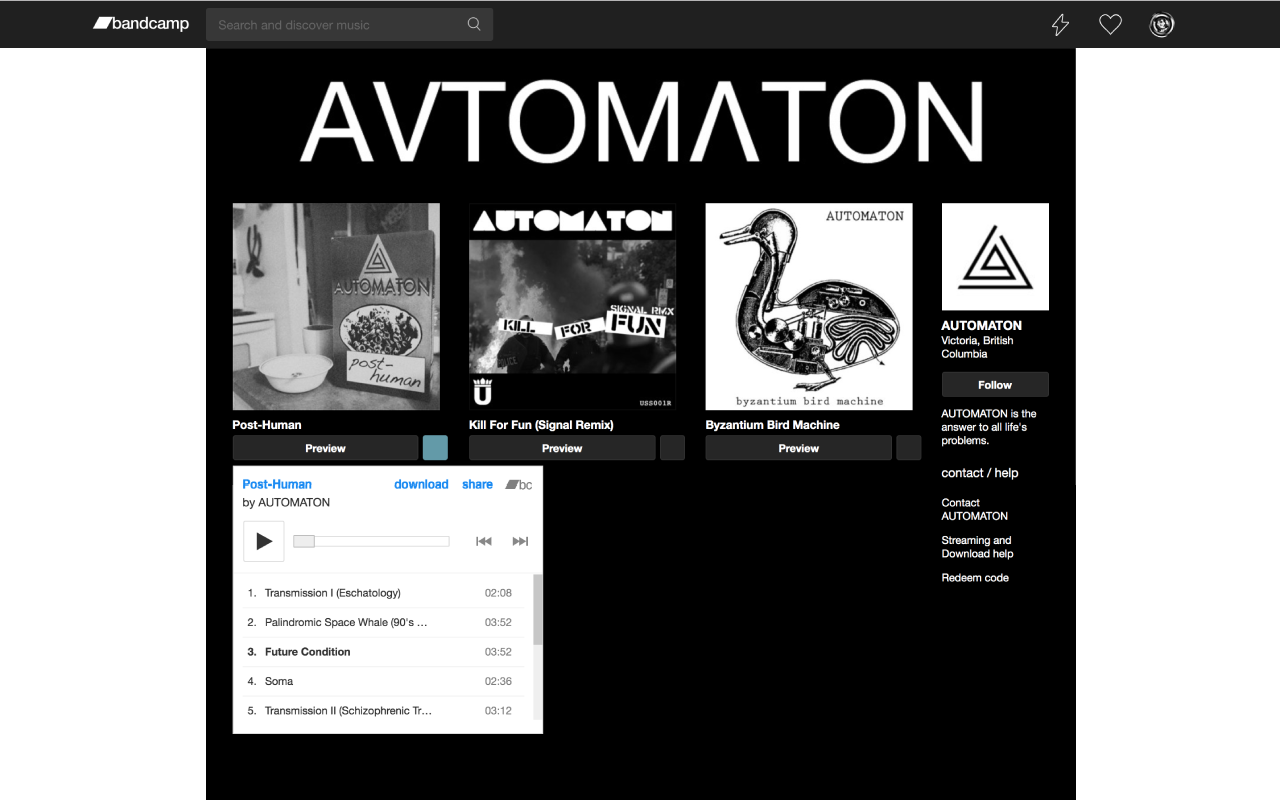 bandcamp
Search and discover music
AVTOMΛTON
AUTOMATON
post-
human
AUTOMATON
SIGNAL RMX
KILL FOR FUN
POLICE
U
USS001R
AUTOMATON
byzantium bird machine
Post-Human
Preview
Kill For Fun (Signal Remix)
Preview
Byzantium Bird Machine
Preview
AUTOMATON
Victoria, British
Columbia
Follow
AUTOMATON is the
answer to all life's
problems.
contact / help
Contact
AUTOMATON
Streaming and
Download help
Redeem code
Post-Human
download
share
bc
by AUTOMATON
1. Transmission I (Eschatology) 02:08
2. Palindromic Space Whale (90's ... 03:52
3. Future Condition 03:52
4. Soma 02:36
5. Transmission II (Schizophrenic Tr... 03:12